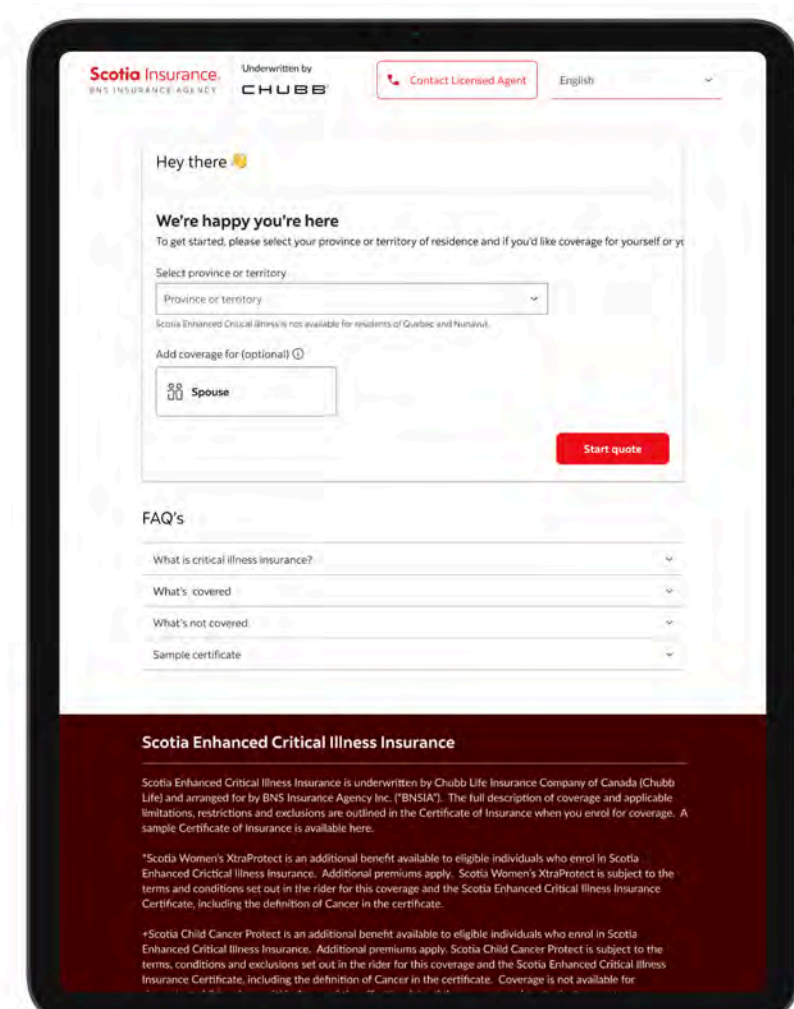 Scotia Insurance.
BNS INSURANCE AGENCY
Underwritten by
CHUBB
Contact Licensed Agent
English
Hey there 👋
We're happy you're here
To get started, please select your province or territory of residence and if you'd like coverage for yourself or yo
Select province or territory
Province or territory
Scotia Enhanced Critical Illness is not available for residents of Quebec and Nunavut.
Add coverage for (optional)
Spouse
Start quote
FAQ's
What is critical illness insurance?
What's covered
What's not covered
Sample certificate
Scotia Enhanced Critical Illness Insurance
Scotia Enhanced Critical Illness Insurance is underwritten by Chubb Life Insurance Company of Canada (Chubb
Life) and arranged for by BNS Insurance Agency Inc. ("BNSIA"). The full description of coverage and applicable
limitations, restrictions and exclusions are outlined in the Certificate of Insurance when you enrol for coverage. A
sample Certificate of Insurance is available here.
*Scotia Women's XtraProtect is an additional benefit available to eligible individuals who enrol in Scotia
Enhanced Crictical Illness Insurance. Additional premiums apply. Scotia Women's XtraProtect is subject to the
terms and conditions set out in the rider for this coverage and the Scotia Enhanced Critical Illness Insurance
Certificate, including the definition of Cancer in the certificate.
+Scotia Child Cancer Protect is an additional benefit available to eligible individuals who enrol in Scotia
Enhanced Critical Illness Insurance. Additional premiums apply. Scotia Child Cancer Protect is subject to the
terms, conditions and exclusions set out in the rider for this coverage and the Scotia Enhanced Critical Illness
Insurance Certificate, including the definition of Cancer in the certificate. Coverage is not available for